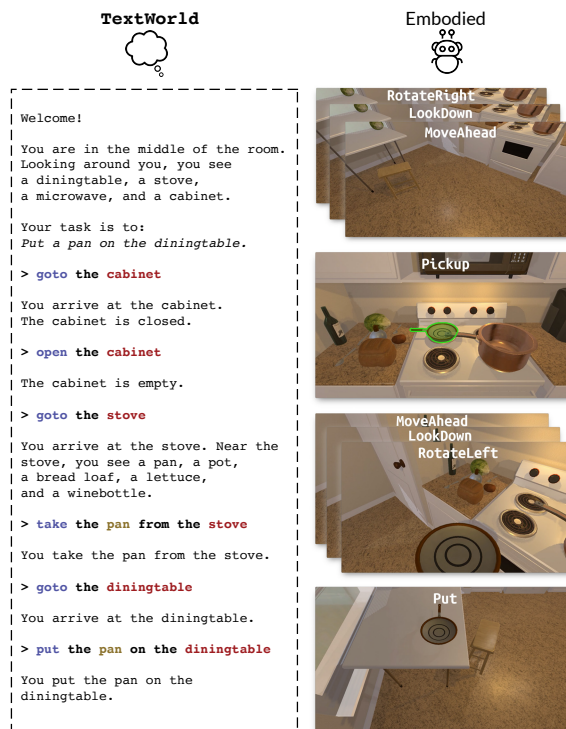 TextWorld
Welcome!
You are in the middle of the room.
Looking around you, you see
a diningtable, a stove,
a microwave, and a cabinet.
Your task is to:
Put a pan on the diningtable.
> goto the cabinet
You arrive at the cabinet.
The cabinet is closed.
> open the cabinet
The cabinet is empty.
> goto the stove
You arrive at the stove. Near the
stove, you see a pan, a pot,
a bread loaf, a lettuce,
and a winebottle.
> take the pan from the stove
You take the pan from the stove.
> goto the diningtable
You arrive at the diningtable.
> put the pan on the diningtable
You put the pan on the
diningtable.
Embodied
RotateRight
LookDown
MoveAhead
Pickup
MoveAhead
LookDown
RotateLeft
Put